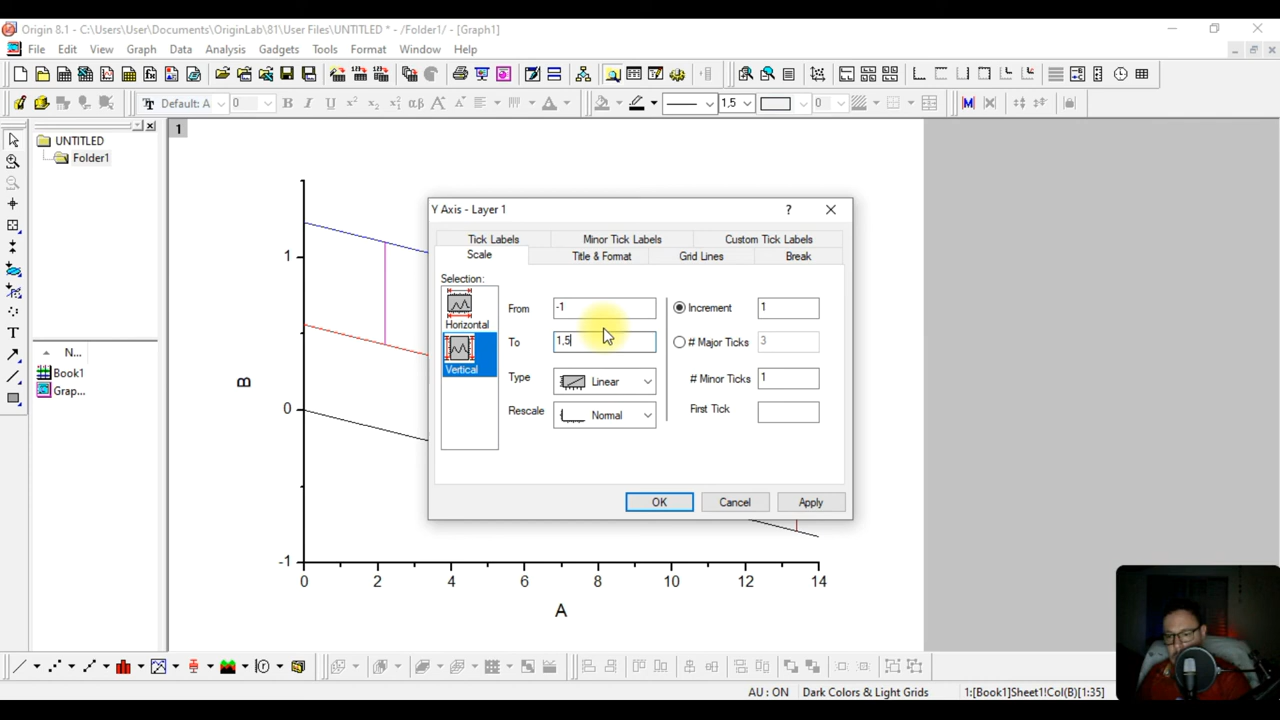 Origin 8.1 - C:\Users\User\Documents\OriginLab\81\User Files\UNTITLED * - /Folder1/ - [Graph1]
File Edit View Graph Data Analysis Gadgets Tools Format Window Help
Default: A 0 B I U
1,5 0
UNTITLED
Folder1
N...
Book1
Grap...
1
1
0
-1
B
0 2 4 6 8 10 12 14
A
Y Axis - Layer 1
?
Tick Labels Minor Tick Labels Custom Tick Labels
Scale Title & Format Grid Lines Break
Selection:
Horizontal
Vertical
From -1
To 1.5
Type Linear
Rescale Normal
Increment 1
# Major Ticks 3
# Minor Ticks 1
First Tick
OK Cancel Apply
AU : ON Dark Colors & Light Grids 1:[Book1]Sheet1!Col(B)[1:35]